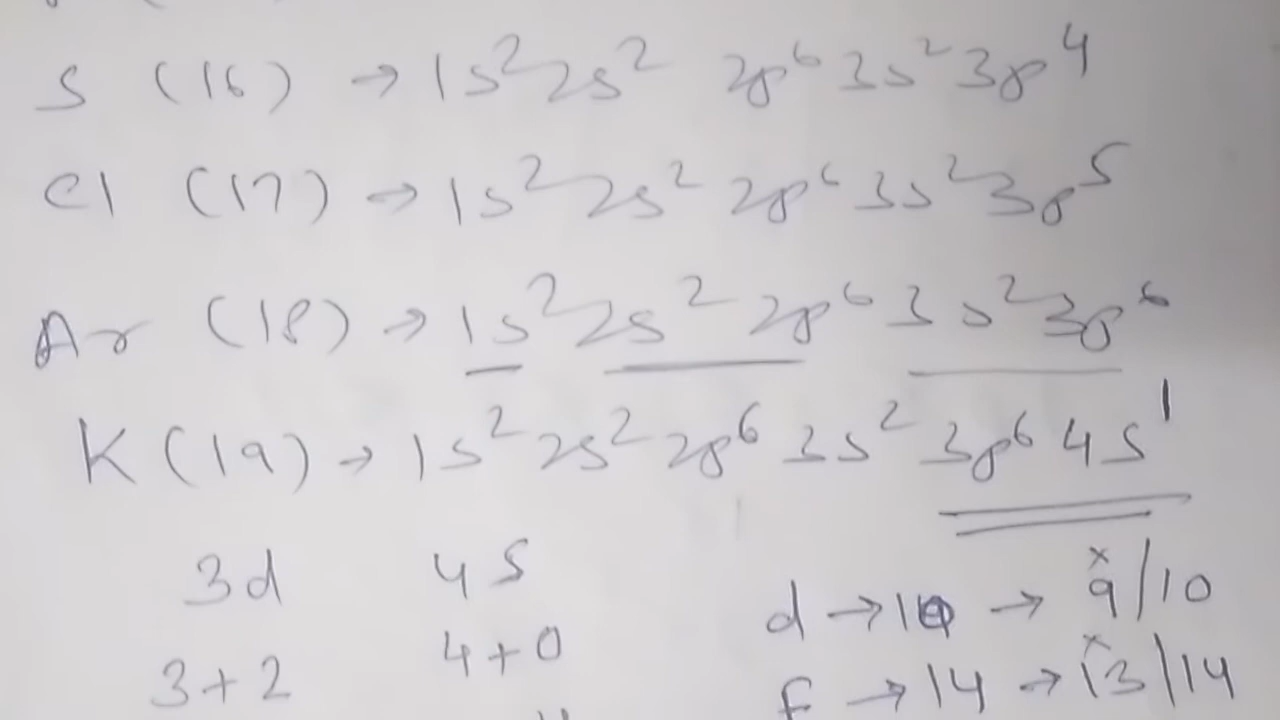 S (16) → 1s² 2s² 2p⁶ 3s² 3p⁴
Cl (17) → 1s² 2s² 2p⁶ 3s² 3p⁵
Ar (18) → 1s² 2s² 2p⁶ 3s² 3p⁶
K (19) → 1s² 2s² 2p⁶ 3s² 3p⁶ 4s¹
3d 4s
3+2 4+0
d → 10 → 9/10
f → 14 → 13/14